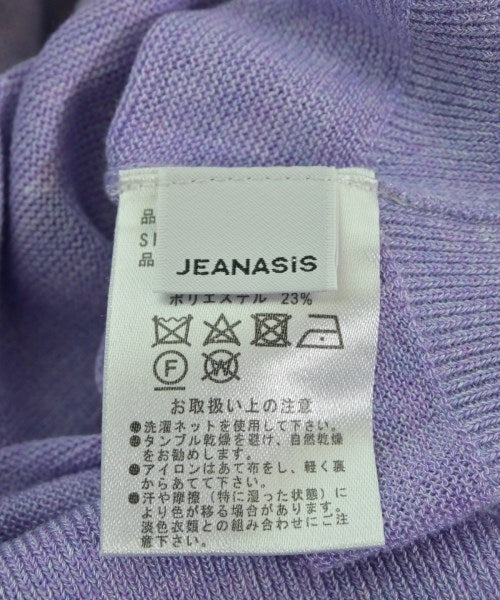 品
SI
品
JEANASiS
ポリエステル 23%
F W
お取扱い上の注意
●洗濯ネットを使用して下さい。
●タンブル乾燥を避け、自然乾燥
をお勧めします。
●アイロンはあて布をし、軽く裏
からあてて下さい。
●汗や摩擦（特に湿った状態）に
より色が移る場合があります。
淡色衣類との組み合わせにご注
意下さい。